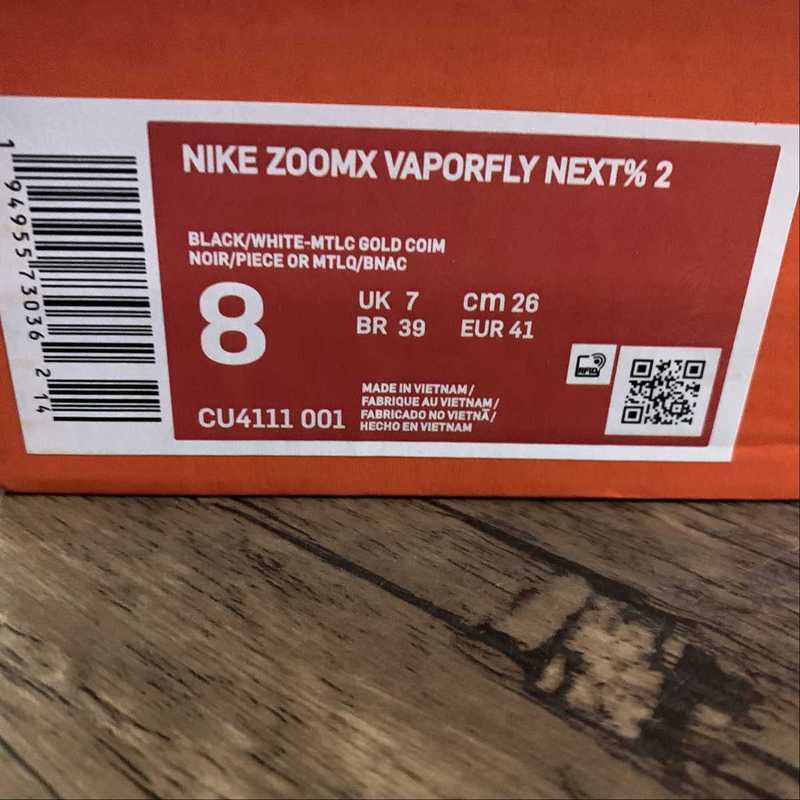 NIKE ZOOMX VAPORFLY NEXT% 2
BLACK/WHITE-MTLC GOLD COIM
NOIR/PIECE OR MTLQ/BNAC
8
UK 7 cm 26
BR 39 EUR 41
CU4111 001
MADE IN VIETNAM/
FABRIQUE AU VIETNAM/
FABRICADO NO VIETNÃ/
HECHO EN VIETNAM
RFID
1 94955 73036 2 14